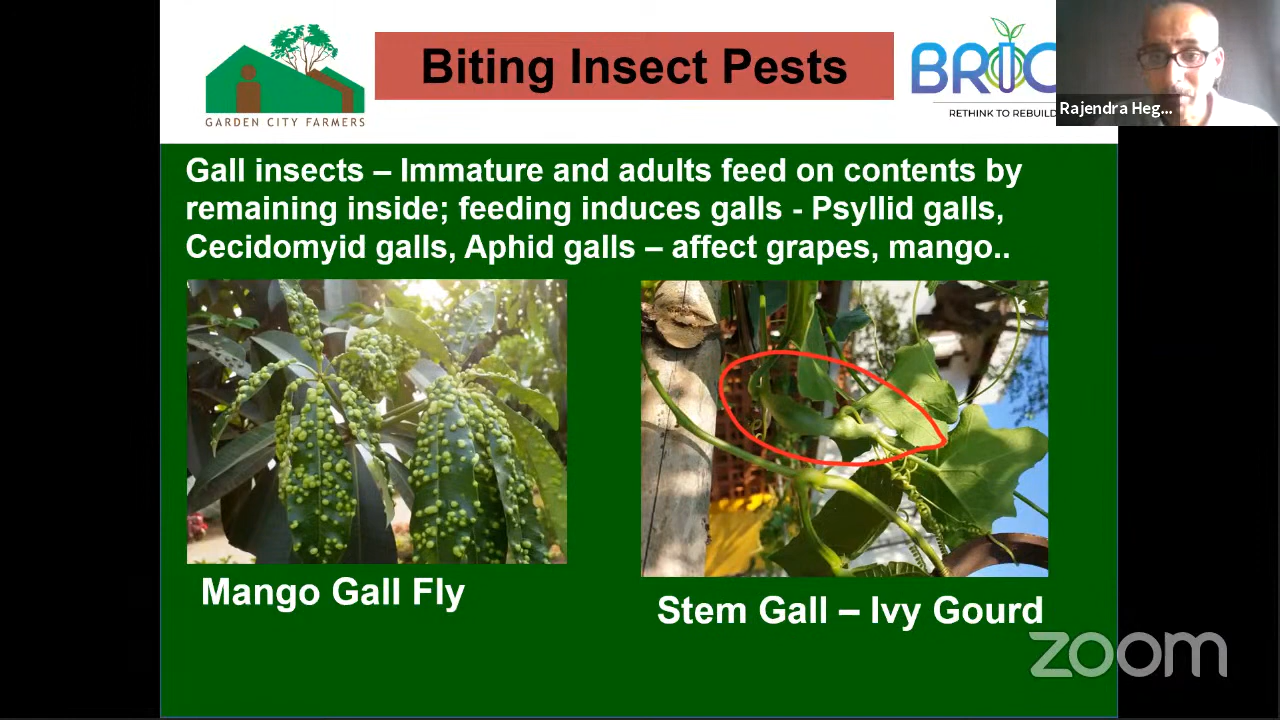 Biting Insect Pests
GARDEN CITY FARMERS
BRIC
RETHINK TO REBUILD
Rajendra Heg...
Gall insects – Immature and adults feed on contents by
remaining inside; feeding induces galls - Psyllid galls,
Cecidomyid galls, Aphid galls – affect grapes, mango..
Mango Gall Fly
Stem Gall – Ivy Gourd
zoom